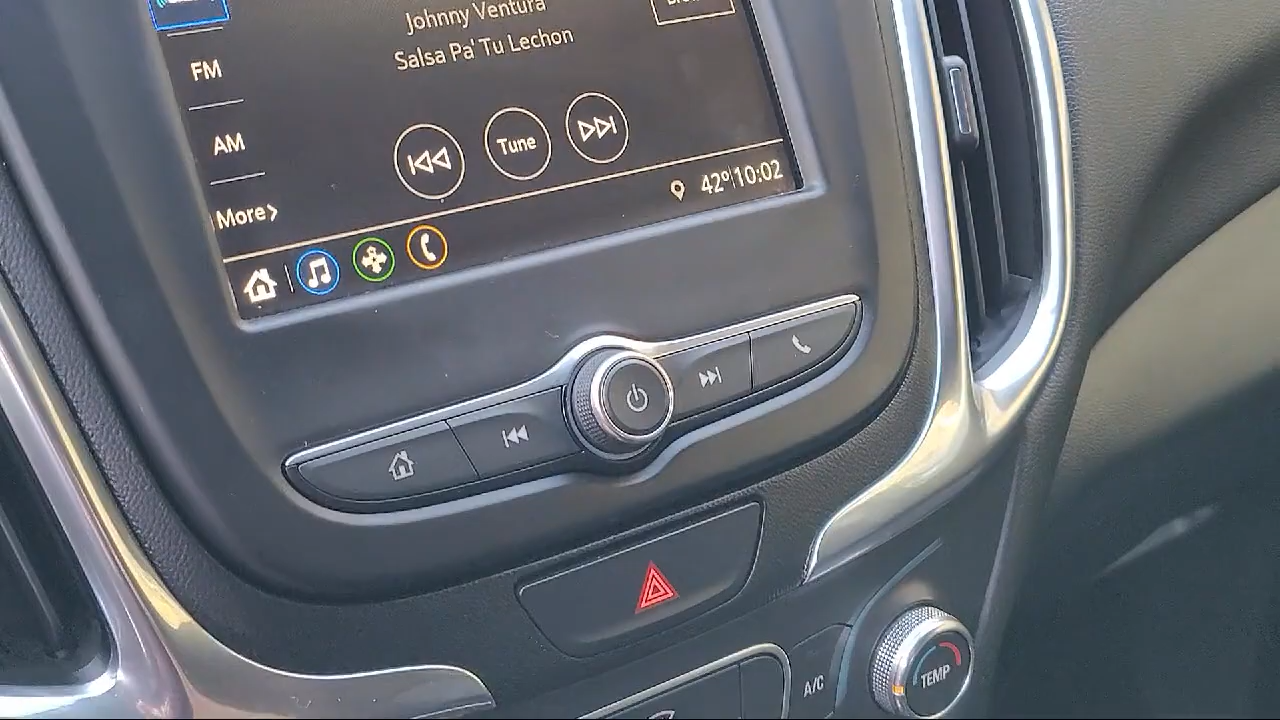 Johnny Ventura
Salsa Pa' Tu Lechon
FM
AM
Tune
More
42° 10:02
A/C
TEMP